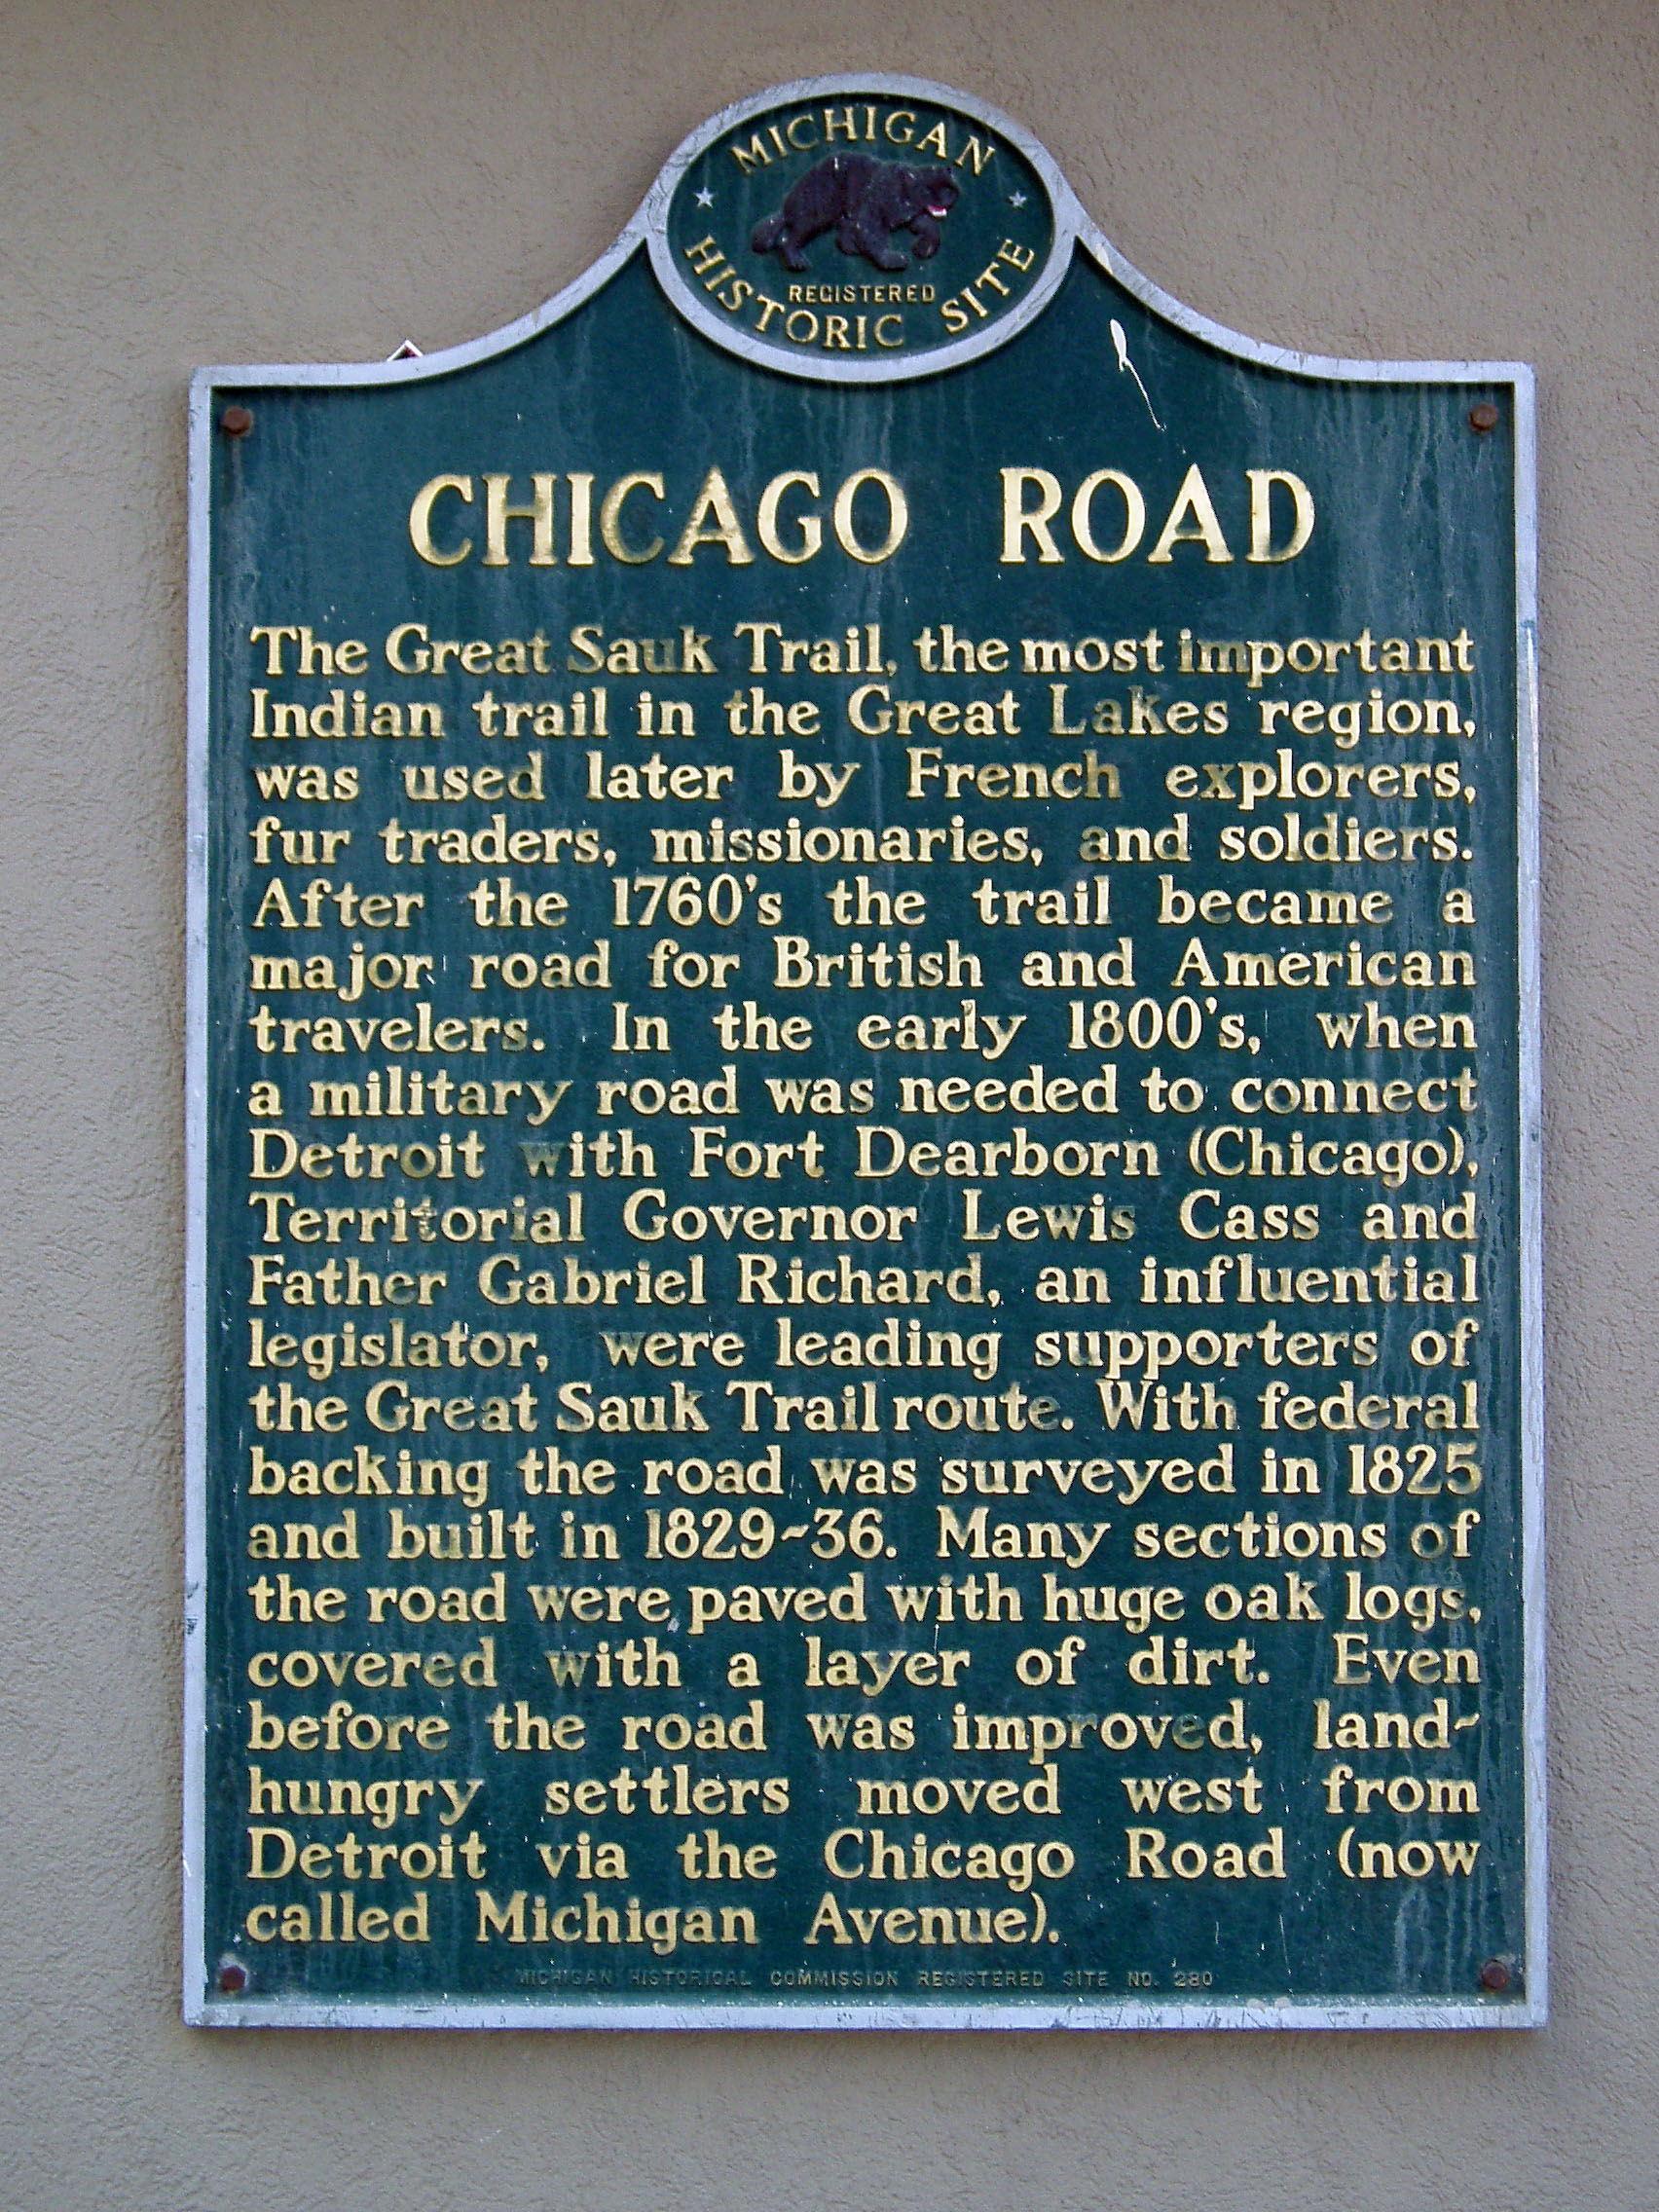 MICHIGAN
REGISTERED
HISTORIC SITE
CHICAGO ROAD
The Great Sauk Trail, the most important
Indian trail in the Great Lakes region,
was used later by French explorers,
fur traders, missionaries, and soldiers.
After the 1760's the trail became a
major road for British and American
travelers. In the early 1800's, when
a military road was needed to connect
Detroit with Fort Dearborn (Chicago),
Territorial Governor Lewis Cass and
Father Gabriel Richard, an influential
legislator, were leading supporters of
the Great Sauk Trail route. With federal
backing the road was surveyed in 1825
and built in 1829-36. Many sections of
the road were paved with huge oak logs,
covered with a layer of dirt. Even
before the road was improved, land-
hungry settlers moved west from
Detroit via the Chicago Road (now
called Michigan Avenue).
MICHIGAN HISTORICAL COMMISSION REGISTERED SITE NO. 280